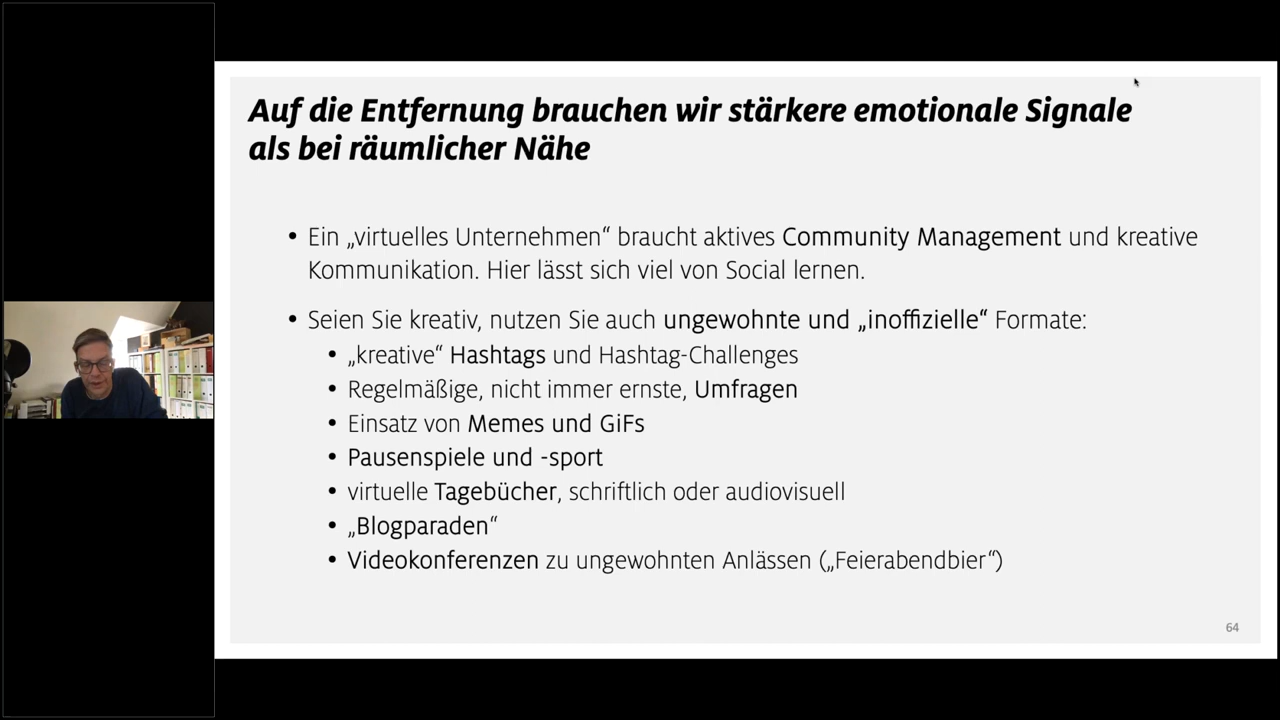 Auf die Entfernung brauchen wir stärkere emotionale Signale
als bei räumlicher Nähe
• Ein „virtuelles Unternehmen“ braucht aktives Community Management und kreative
Kommunikation. Hier lässt sich viel von Social lernen.
• Seien Sie kreativ, nutzen Sie auch ungewohnte und „inoffizielle“ Formate:
• „kreative“ Hashtags und Hashtag-Challenges
• Regelmäßige, nicht immer ernste, Umfragen
• Einsatz von Memes und GiFs
• Pausenspiele und -sport
• virtuelle Tagebücher, schriftlich oder audiovisuell
• „Blogparaden“
• Videokonferenzen zu ungewohnten Anlässen („Feierabendbier“)
64